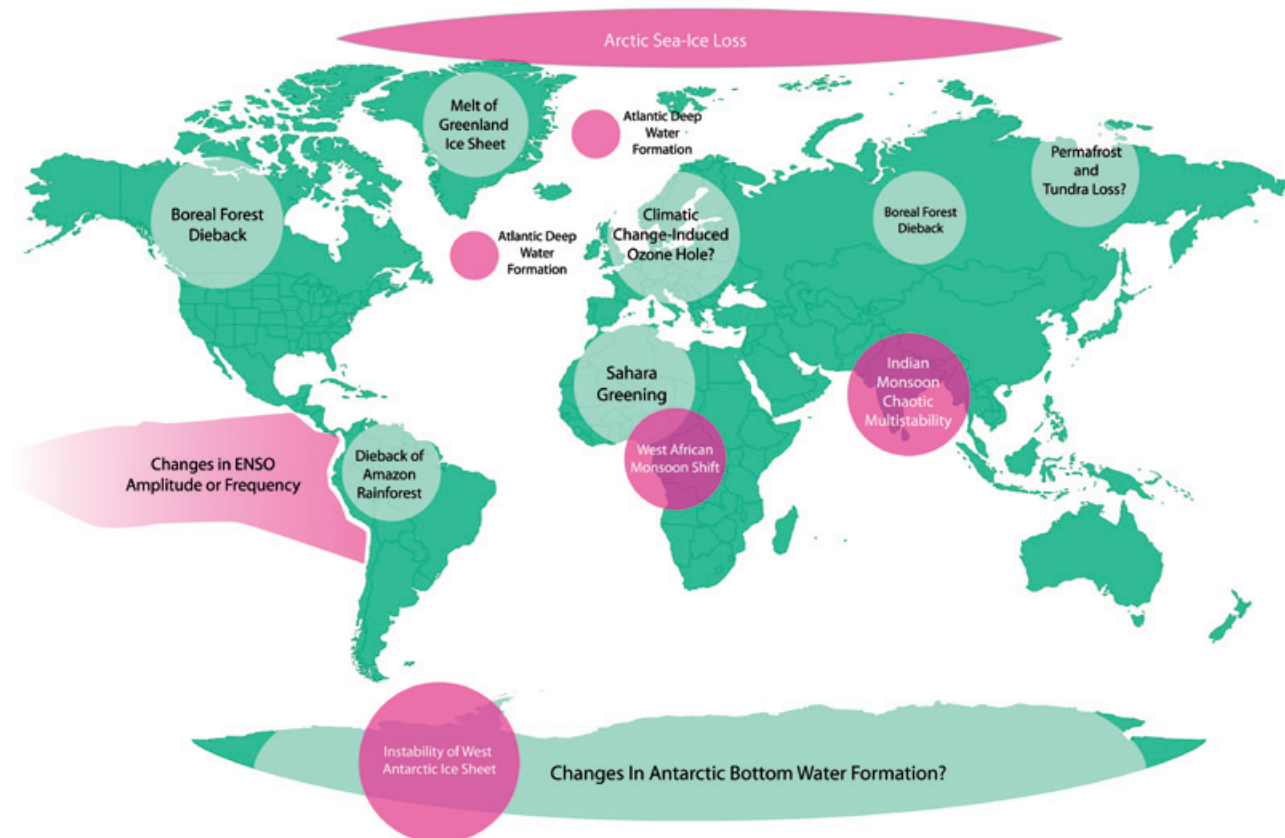 Arctic Sea-Ice Loss
Melt of
Greenland
Ice Sheet
Atlantic Deep
Water
Formation
Permafrost
and
Tundra Loss?
Boreal Forest
Dieback
Climatic
Change-Induced
Ozone Hole?
Boreal Forest
Dieback
Atlantic Deep
Water
Formation
Sahara
Greening
Indian
Monsoon
Chaotic
Multistability
Changes in ENSO
Amplitude or Frequency
Dieback of
Amazon
Rainforest
West African
Monsoon Shift
Instability of West
Antarctic Ice Sheet
Changes In Antarctic Bottom Water Formation?